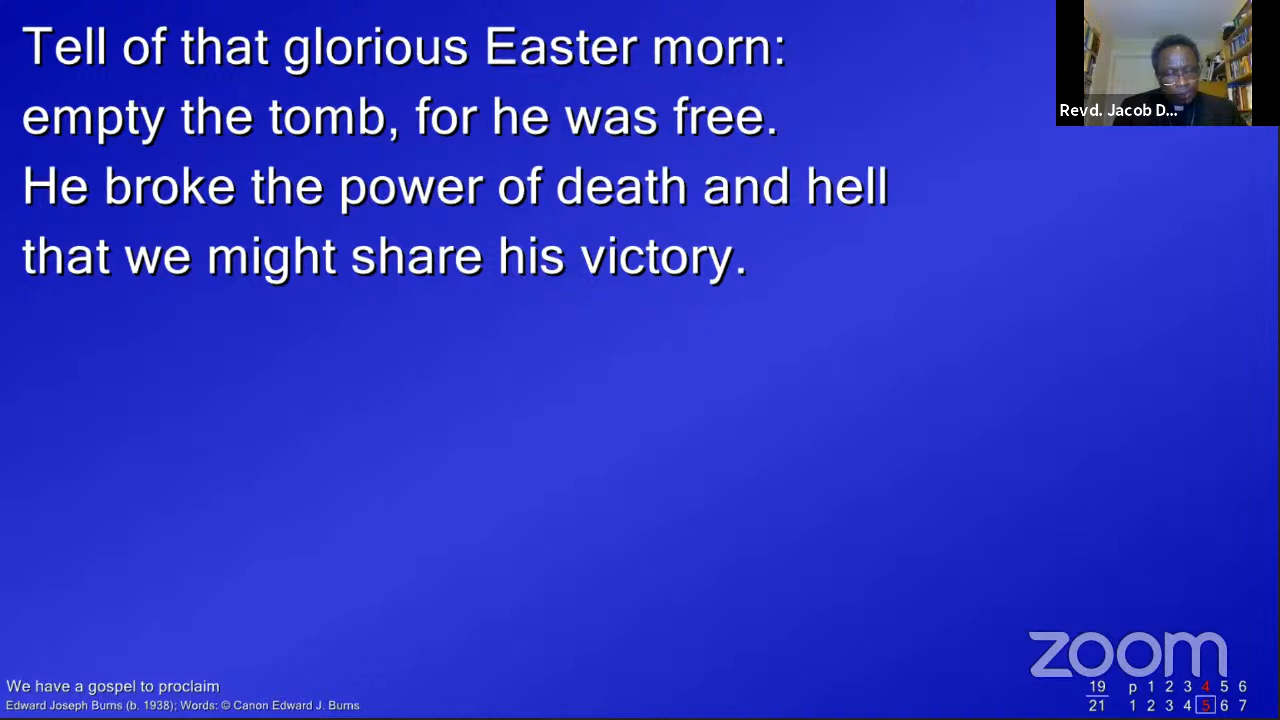 Tell of that glorious Easter morn:
empty the tomb, for he was free.
He broke the power of death and hell
that we might share his victory.
Revd. Jacob D...
zoom
We have a gospel to proclaim
Edward Joseph Burns (b. 1938); Words: © Canon Edward J. Burns
19 p 1 2 3 4 5 6
21 1 2 3 4 5 6 7